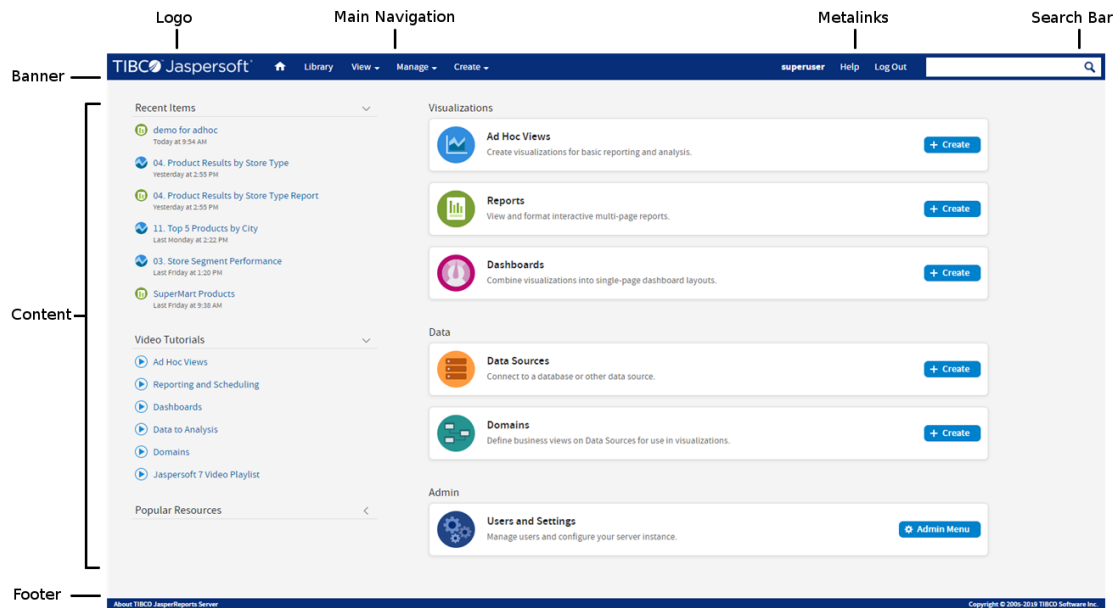 Logo
Main Navigation
Metalinks
Search Bar
Banner
TIBCO Jaspersoft
Library
View
Manage
Create
superuser
Help
Log Out
Content
Recent Items
demo for adhoc
Today at 9:54 AM
04. Product Results by Store Type
Yesterday at 2:55 PM
04. Product Results by Store Type Report
Yesterday at 2:55 PM
11. Top 5 Products by City
Last Monday at 2:22 PM
03. Store Segment Performance
Last Friday at 1:20 PM
SuperMart Products
Last Friday at 9:38 AM
Video Tutorials
Ad Hoc Views
Reporting and Scheduling
Dashboards
Data to Analysis
Domains
Jaspersoft 7 Video Playlist
Popular Resources
Visualizations
Ad Hoc Views
Create visualizations for basic reporting and analysis.
+ Create
Reports
View and format interactive multi-page reports.
+ Create
Dashboards
Combine visualizations into single-page dashboard layouts.
+ Create
Data
Data Sources
Connect to a database or other data source.
+ Create
Domains
Define business views on Data Sources for use in visualizations.
+ Create
Admin
Users and Settings
Manage users and configure your server instance.
Admin Menu
Footer
About TIBCO JasperReports Server
Copyright © 2005-2019 TIBCO Software Inc.